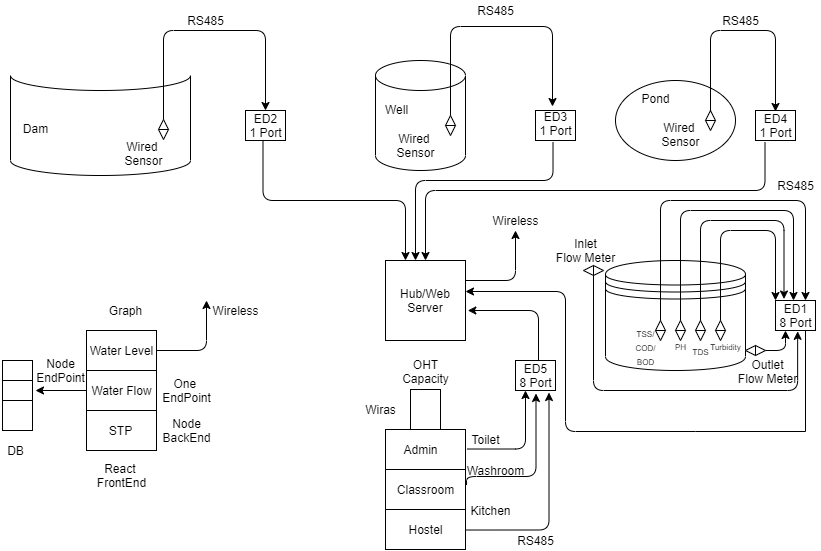 RS485
RS485
RS485
Dam
Wired
Sensor
ED2
1 Port
Well
Wired
Sensor
ED3
1 Port
Pond
Wired
Sensor
ED4
1 Port
RS485
Wireless
Inlet
Flow Meter
Hub/Web
Server
ED1
8 Port
TSS/
COD/
BOD
PH
TDS
Turbidity
Outlet
Flow Meter
Graph
Wireless
Water Level
Node
EndPoint
Water Flow
One
EndPoint
STP
Node
BackEnd
DB
React
FrontEnd
OHT
Capacity
ED5
8 Port
Wiras
Admin
Toilet
Washroom
Classroom
Kitchen
Hostel
RS485